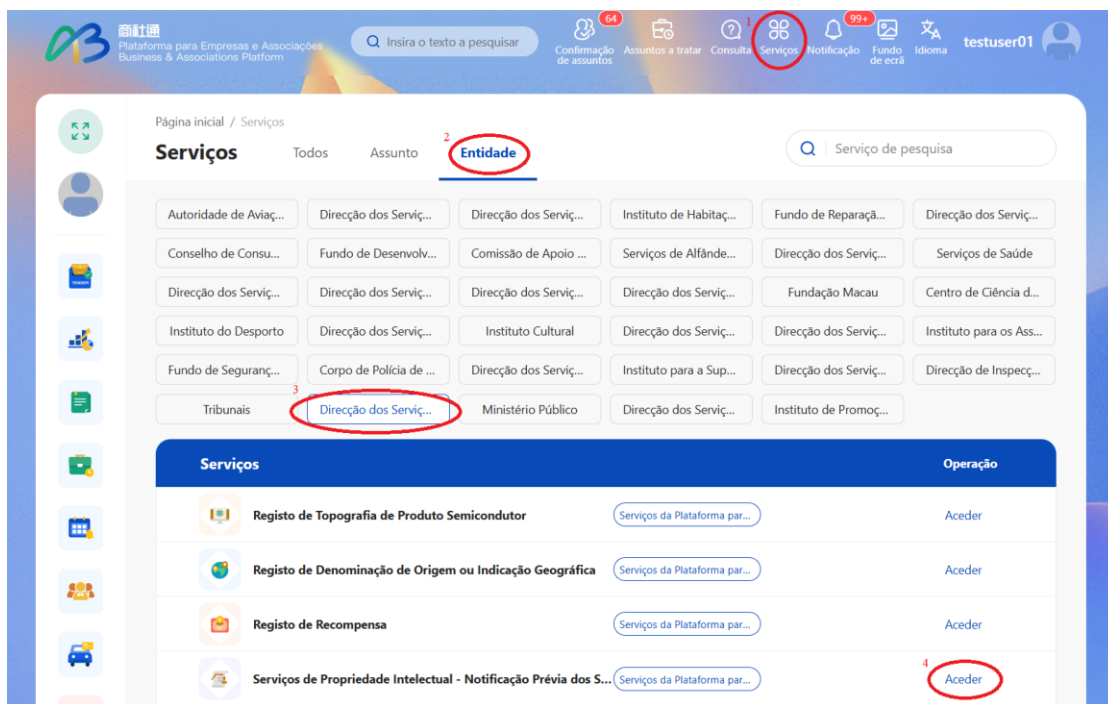 商社通
Plataforma para Empresas e Associações
Business & Associations Platform
Insira o texto a pesquisar
64
Confirmação de assuntos
Assuntos a tratar
Consulta
1
Serviços
99+
Notificação
Fundo de ecrã
Idioma
testuser01
Página inicial / Serviços
Serviços
Todos
Assunto
2
Entidade
Serviço de pesquisa
Autoridade de Aviaç...
Direcção dos Serviç...
Direcção dos Serviç...
Instituto de Habitaç...
Fundo de Reparaçã...
Direcção dos Serviç...
Conselho de Consu...
Fundo de Desenvolv...
Comissão de Apoio ...
Serviços de Alfânde...
Direcção dos Serviç...
Serviços de Saúde
Direcção dos Serviç...
Direcção dos Serviç...
Direcção dos Serviç...
Direcção dos Serviç...
Fundação Macau
Centro de Ciência d...
Instituto do Desporto
Direcção dos Serviç...
Instituto Cultural
Direcção dos Serviç...
Direcção dos Serviç...
Instituto para os Ass...
Fundo de Seguranç...
Corpo de Polícia de ...
Direcção dos Serviç...
Instituto para a Sup...
Direcção dos Serviç...
Direcção de Inspecç...
Tribunais
3
Direcção dos Serviç...
Ministério Público
Direcção dos Serviç...
Instituto de Promoç...
Serviços
Operação
Registo de Topografia de Produto Semicondutor
Serviços da Plataforma par...
Aceder
Registo de Denominação de Origem ou Indicação Geográfica
Serviços da Plataforma par...
Aceder
Registo de Recompensa
Serviços da Plataforma par...
Aceder
Serviços de Propriedade Intelectual - Notificação Prévia dos S...
Serviços da Plataforma par...
4
Aceder